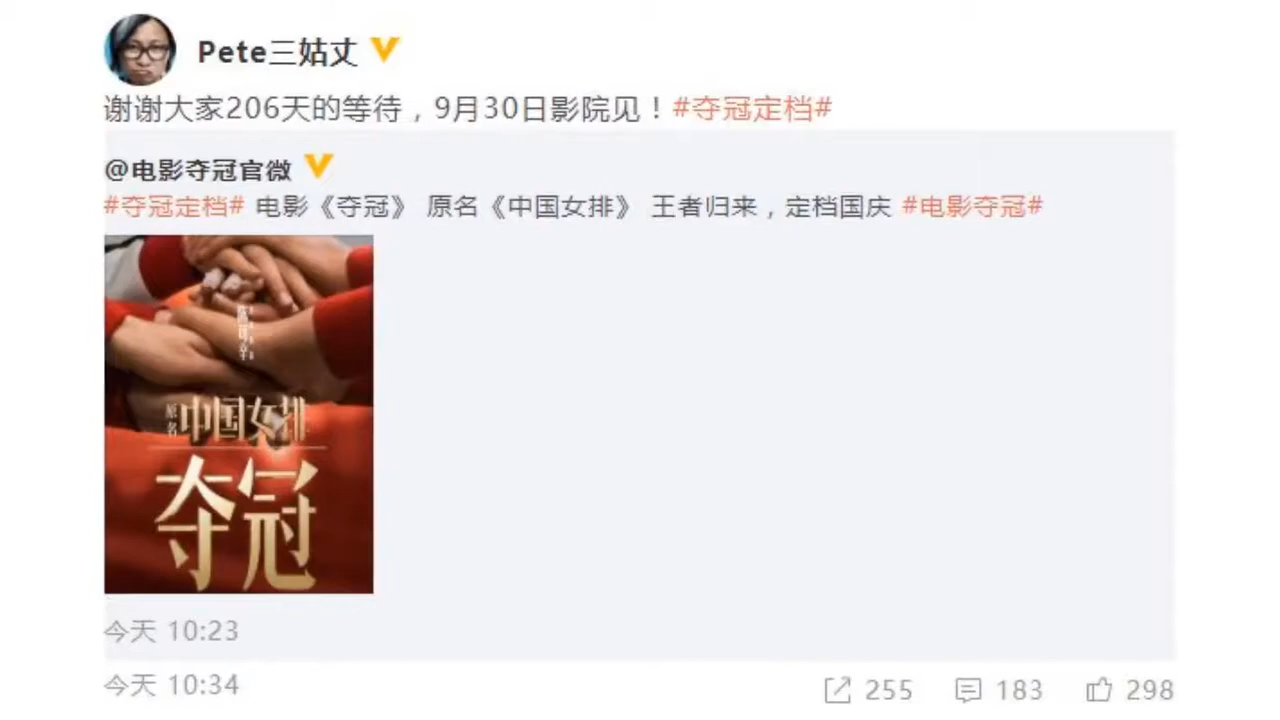 Pete三姑丈
谢谢大家206天的等待，9月30日影院见！#夺冠定档#
@电影夺冠官微
#夺冠定档# 电影《夺冠》 原名《中国女排》 王者归来，定档国庆 #电影夺冠#
陈可辛
原名 中国女排
夺冠
今天 10:23
今天 10:34
255
183
298